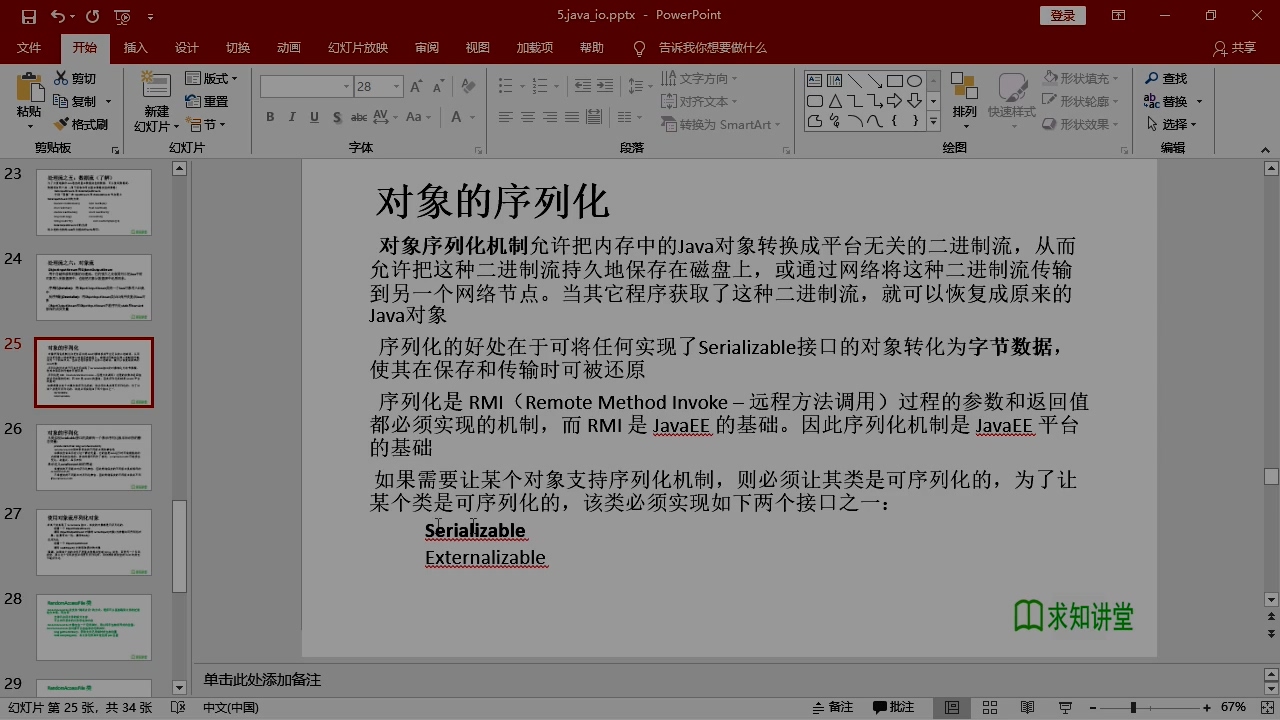 5.java_io.pptx - PowerPoint
登录
文件 开始 插入 设计 切换 动画 幻灯片放映 审阅 视图 加载项 帮助 告诉我你想要做什么 共享
粘贴 剪切 复制 格式刷
剪贴板
新建 幻灯片 版式 重置 节
幻灯片
28
B I U S abc AV Aa A
字体
文字方向 对齐文本 转换为 SmartArt
段落
排列 快速样式 形状填充 形状轮廓 形状效果
绘图
查找 替换 选择
编辑
23
24
25
26
27
28
29
对象的序列化
对象序列化机制允许把内存中的Java对象转换成平台无关的二进制流，从而
允许把这种二进制流持久地保存在磁盘上，或通过网络将这种二进制流传输
到另一个网络节点。当其它程序获取了这种二进制流，就可以恢复成原来的
Java对象
序列化的好处在于可将任何实现了Serializable接口的对象转化为字节数据，
使其在保存和传输时可被还原
序列化是 RMI（Remote Method Invoke – 远程方法调用）过程的参数和返回值
都必须实现的机制，而 RMI 是 JavaEE 的基础。因此序列化机制是 JavaEE 平台
的基础
如果需要让某个对象支持序列化机制，则必须让其类是可序列化的，为了让
某个类是可序列化的，该类必须实现如下两个接口之一：
Serializable
Externalizable
求知讲堂
单击此处添加备注
幻灯片 第 25 张，共 34 张 中文(中国) 备注 批注 67%